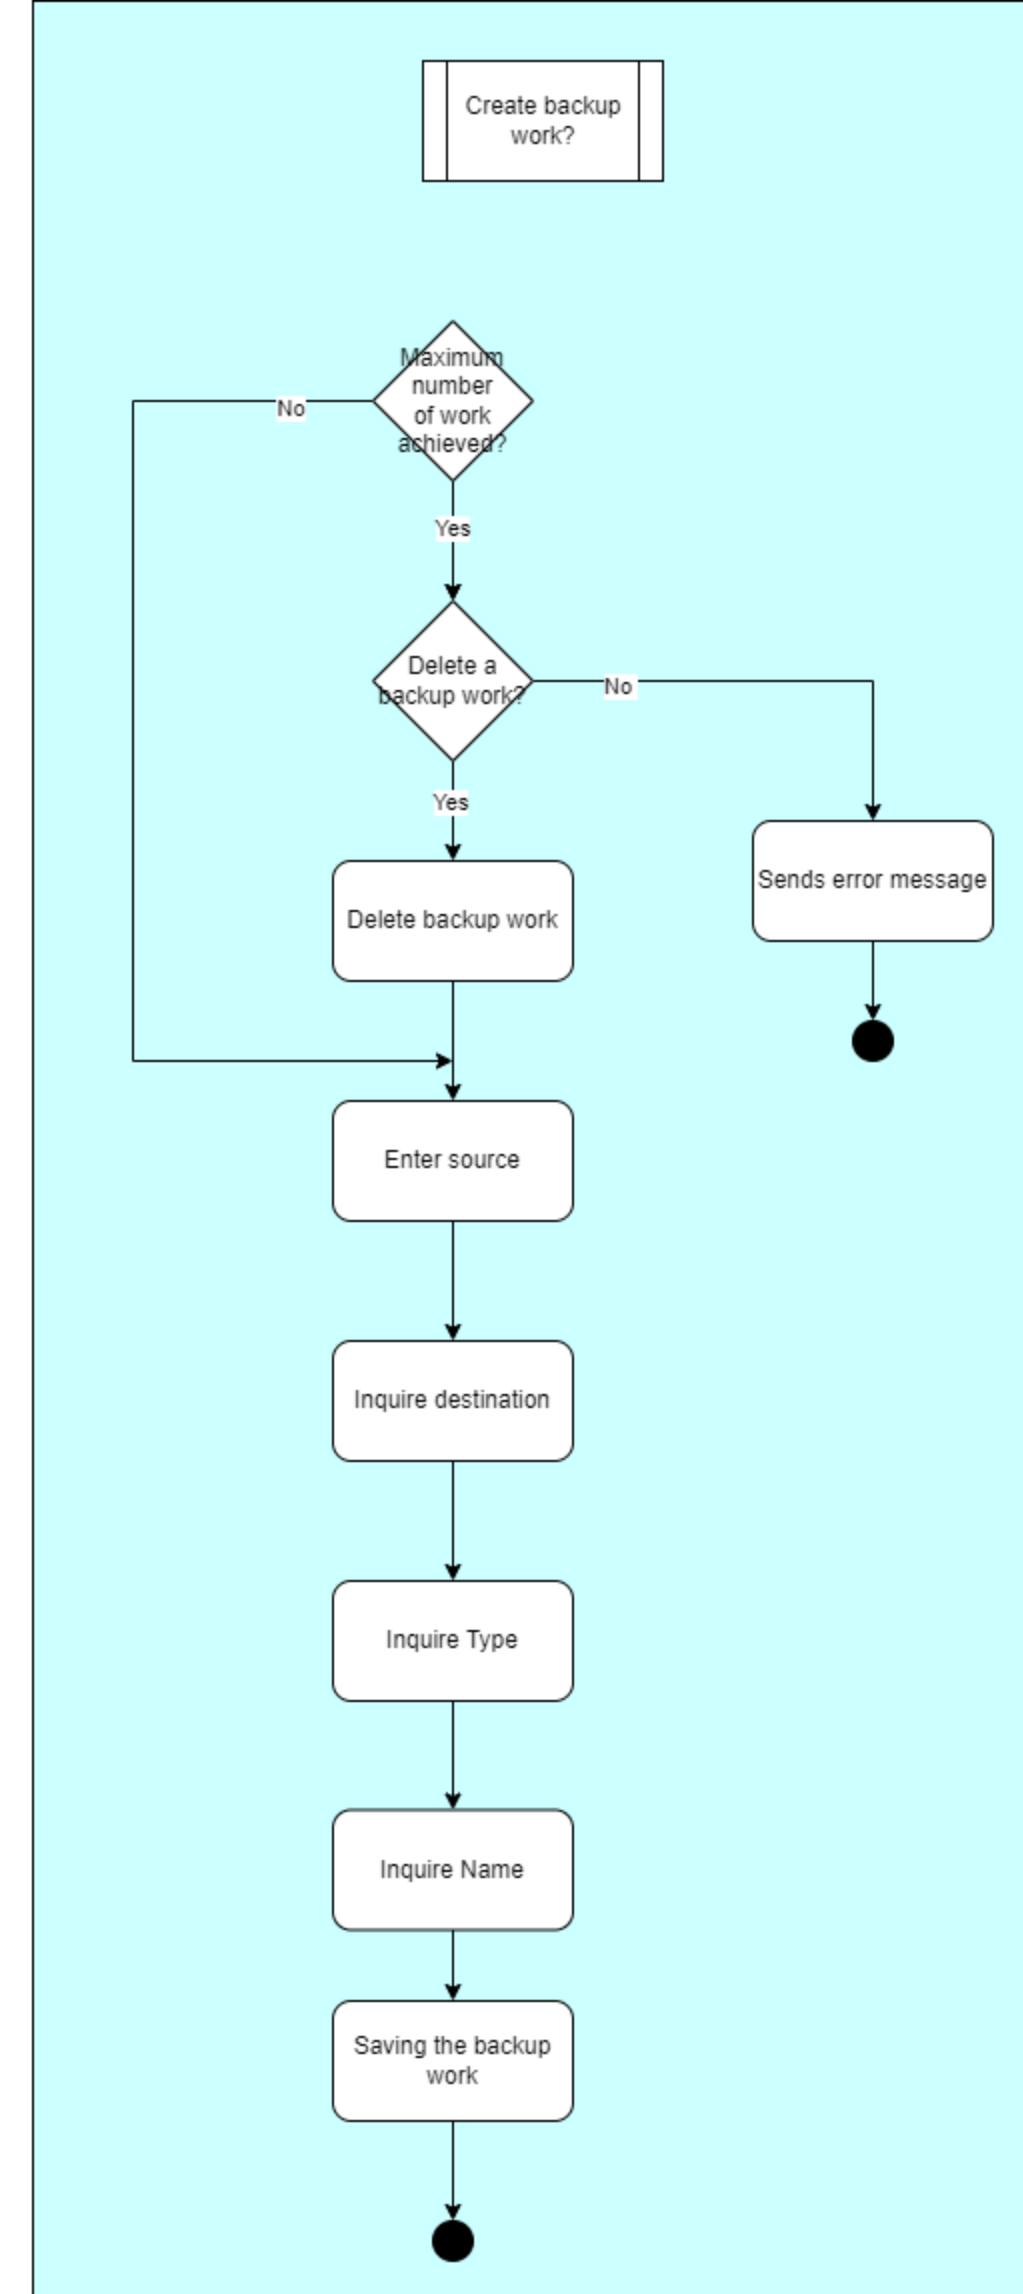 Create backup
work?
Maximum
number
of work
achieved?
No
Yes
Delete a
backup work?
No
Yes
Sends error message
Delete backup work
Enter source
Inquire destination
Inquire Type
Inquire Name
Saving the backup
work